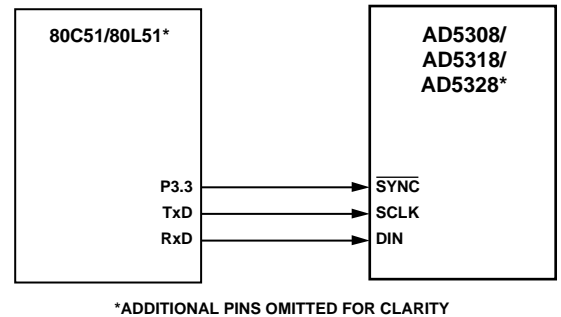 80C51/80L51*
AD5308/
AD5318/
AD5328*
P3.3
SYNC
TxD
SCLK
RxD
DIN
*ADDITIONAL PINS OMITTED FOR CLARITY